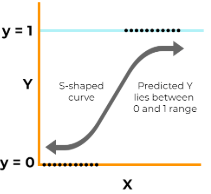 y = 1
Y
S-shaped
curve
Predicted Y
lies between
0 and 1 range
y = 0
X